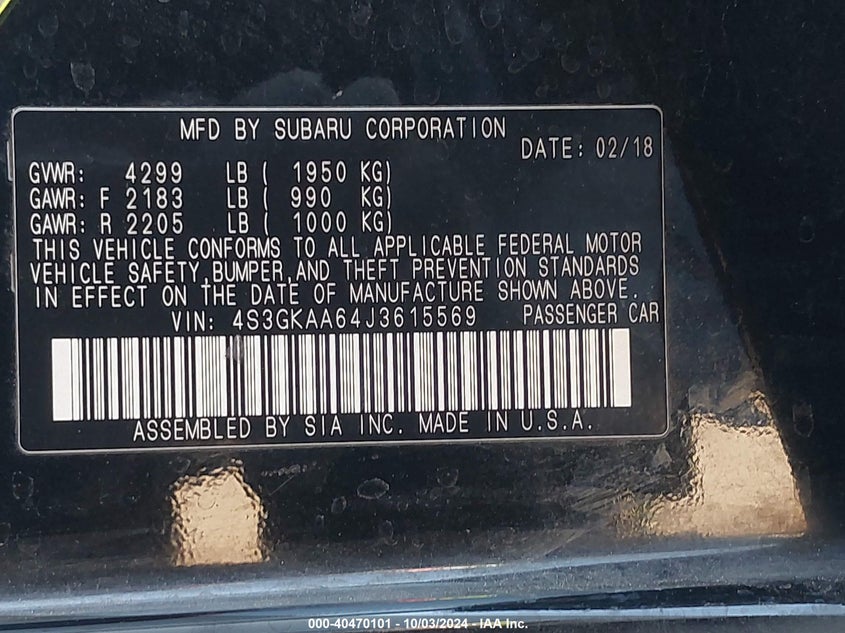 MFD BY SUBARU CORPORATION
DATE: 02/18
GVWR: 4299 LB ( 1950 KG)
GAWR: F 2183 LB ( 990 KG)
GAWR: R 2205 LB ( 1000 KG)
THIS VEHICLE CONFORMS TO ALL APPLICABLE FEDERAL MOTOR
VEHICLE SAFETY,BUMPER,AND THEFT PREVENTION STANDARDS
IN EFFECT ON THE DATE OF MANUFACTURE SHOWN ABOVE.
VIN: 4S3GKAA64J3615569 PASSENGER CAR
ASSEMBLED BY SIA INC. MADE IN U.S.A.
000-40470101 - 10/03/2024 - IAA Inc.